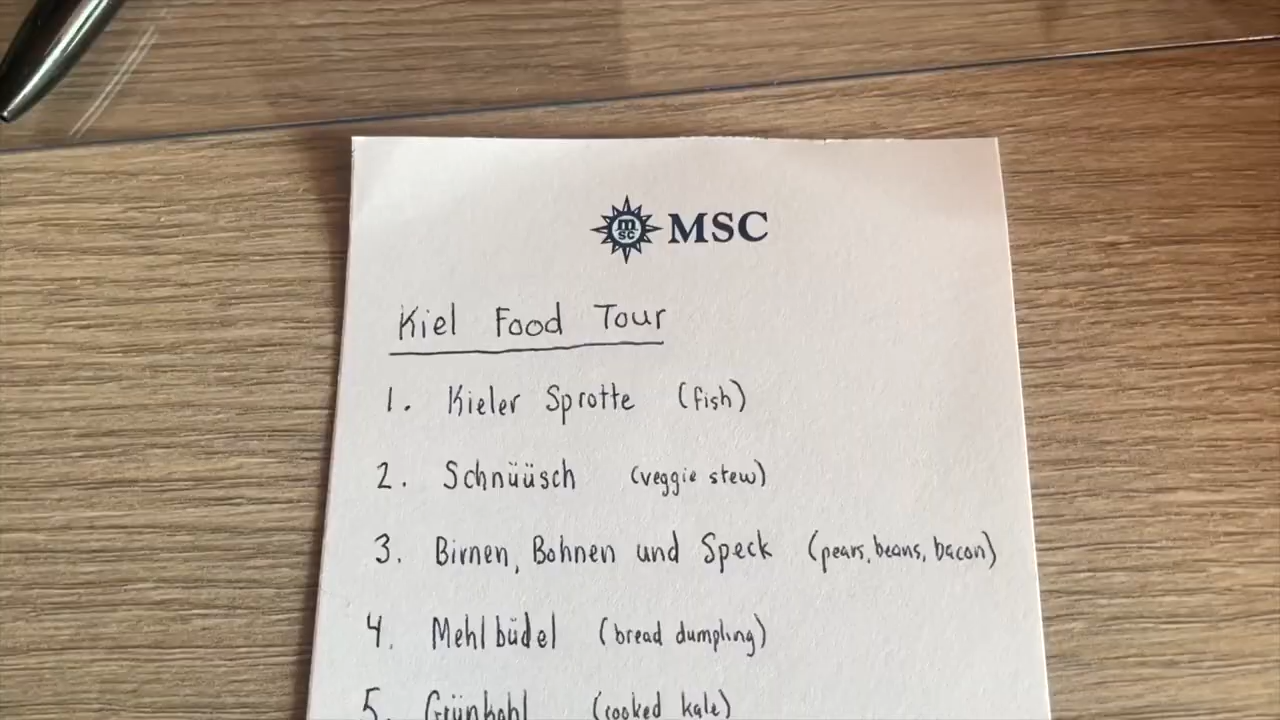 m
sc
MSC
Kiel Food Tour
1. Kieler Sprotte (fish)
2. Schnüüsch (veggie stew)
3. Birnen, Bohnen und Speck (pears, beans, bacon)
4. Mehlbüdel (bread dumpling)
5. Grünkohl (cooked kale)